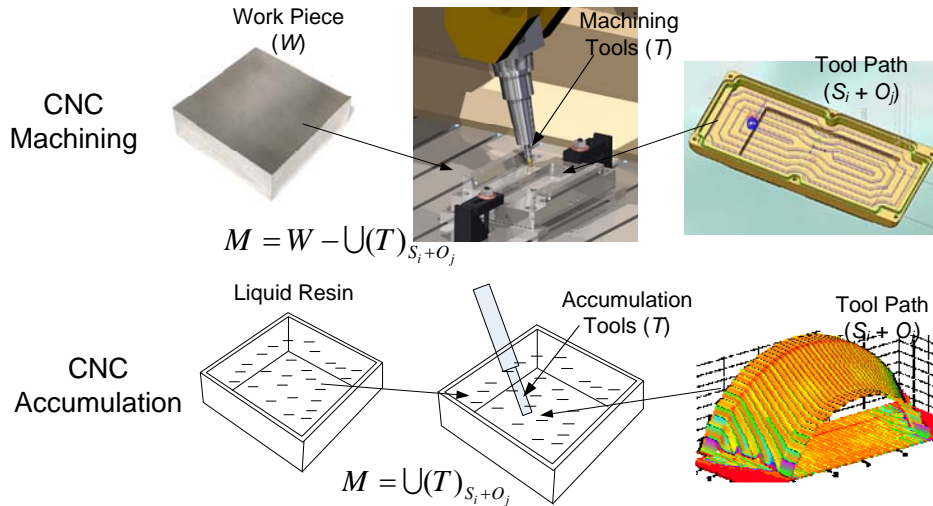 Work Piece
(W)
Machining
Tools (T)
Tool Path
(Si + Oj)
CNC
Machining
M = W − ⋃(T)Si+Oj
Liquid Resin
Accumulation
Tools (T)
Tool Path
(Si + Oj)
CNC
Accumulation
M = ⋃(T)Si+Oj